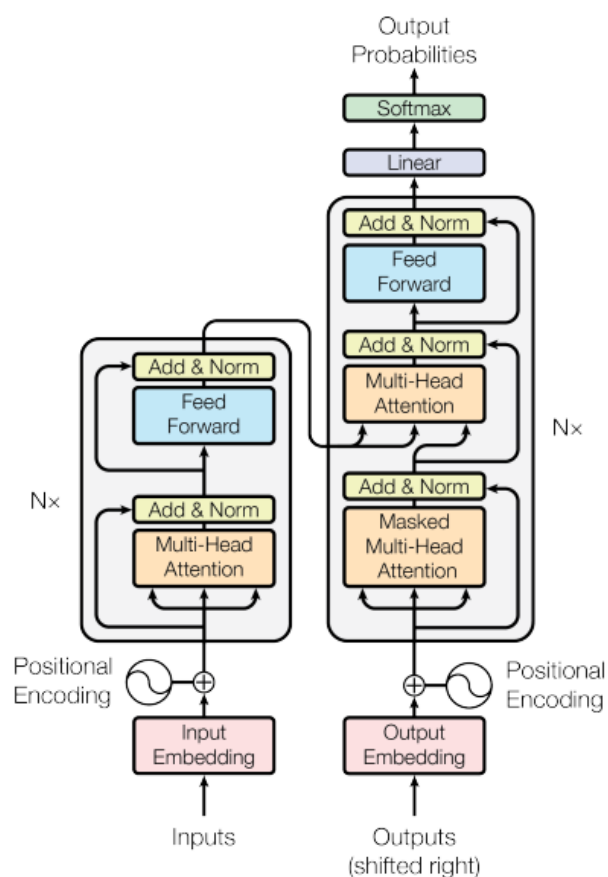 Output
Probabilities
Softmax
Linear
Add & Norm
Feed
Forward
Add & Norm
Multi-Head
Attention
Add & Norm
Masked
Multi-Head
Attention
Nx
Add & Norm
Feed
Forward
Add & Norm
Multi-Head
Attention
Nx
Positional
Encoding
Positional
Encoding
Input
Embedding
Output
Embedding
Inputs
Outputs
(shifted right)